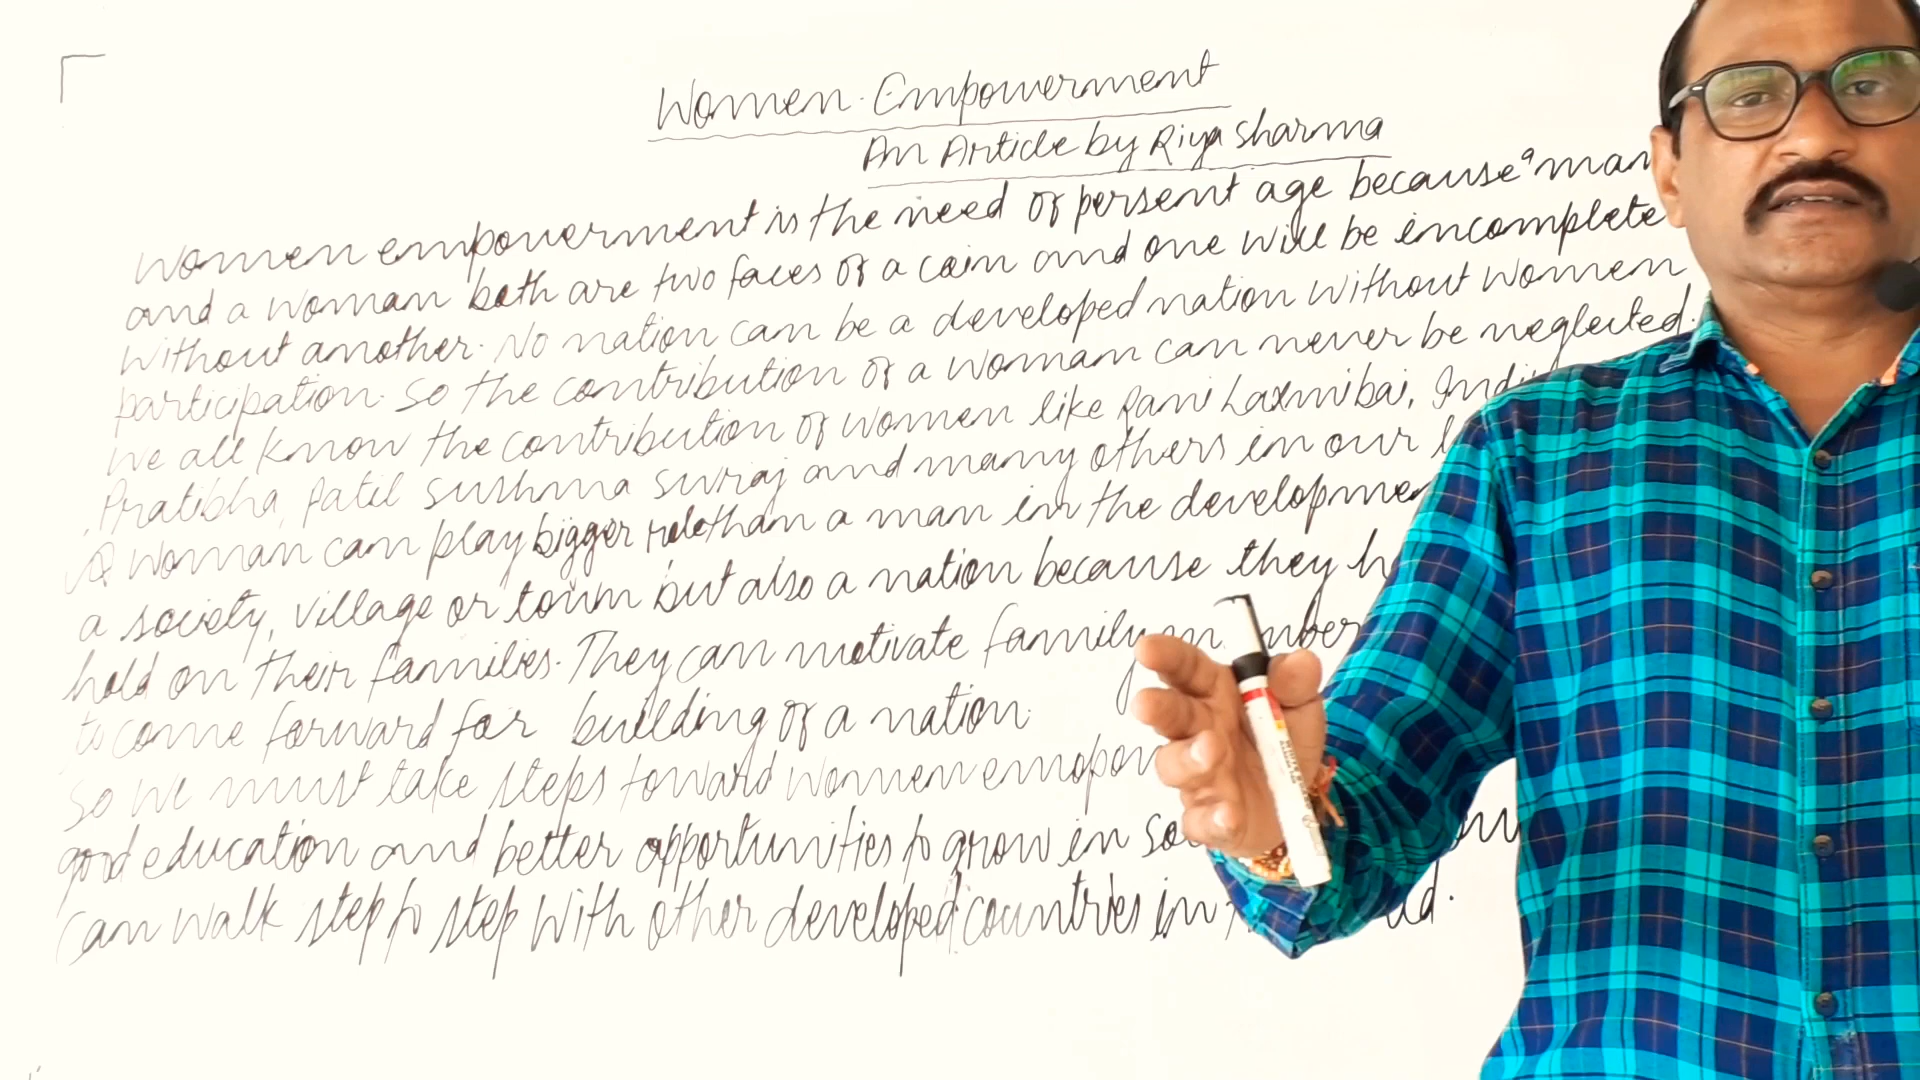 Women Empowerment
An Article by Riya Sharma
Women empowerment is the need of persent age because a man
and a woman both are two faces of a coin and one will be incomplete
without another. No nation can be a developed nation without women
participation. So the contribution of a woman can never be neglected.
We all know the contribution of women like Rani Laxmibai, Indi
Pratibha Patil Sushma Swraj and many others in our
A woman can play bigger role than a man in the developmen
a society, village or town but also a nation because they h
hold on their families. They can motivate family
to come forward for building of a nation.
So we must take steps toward women emopow
good education and better opportunities to grow in so
can walk step to step with other developed countries in